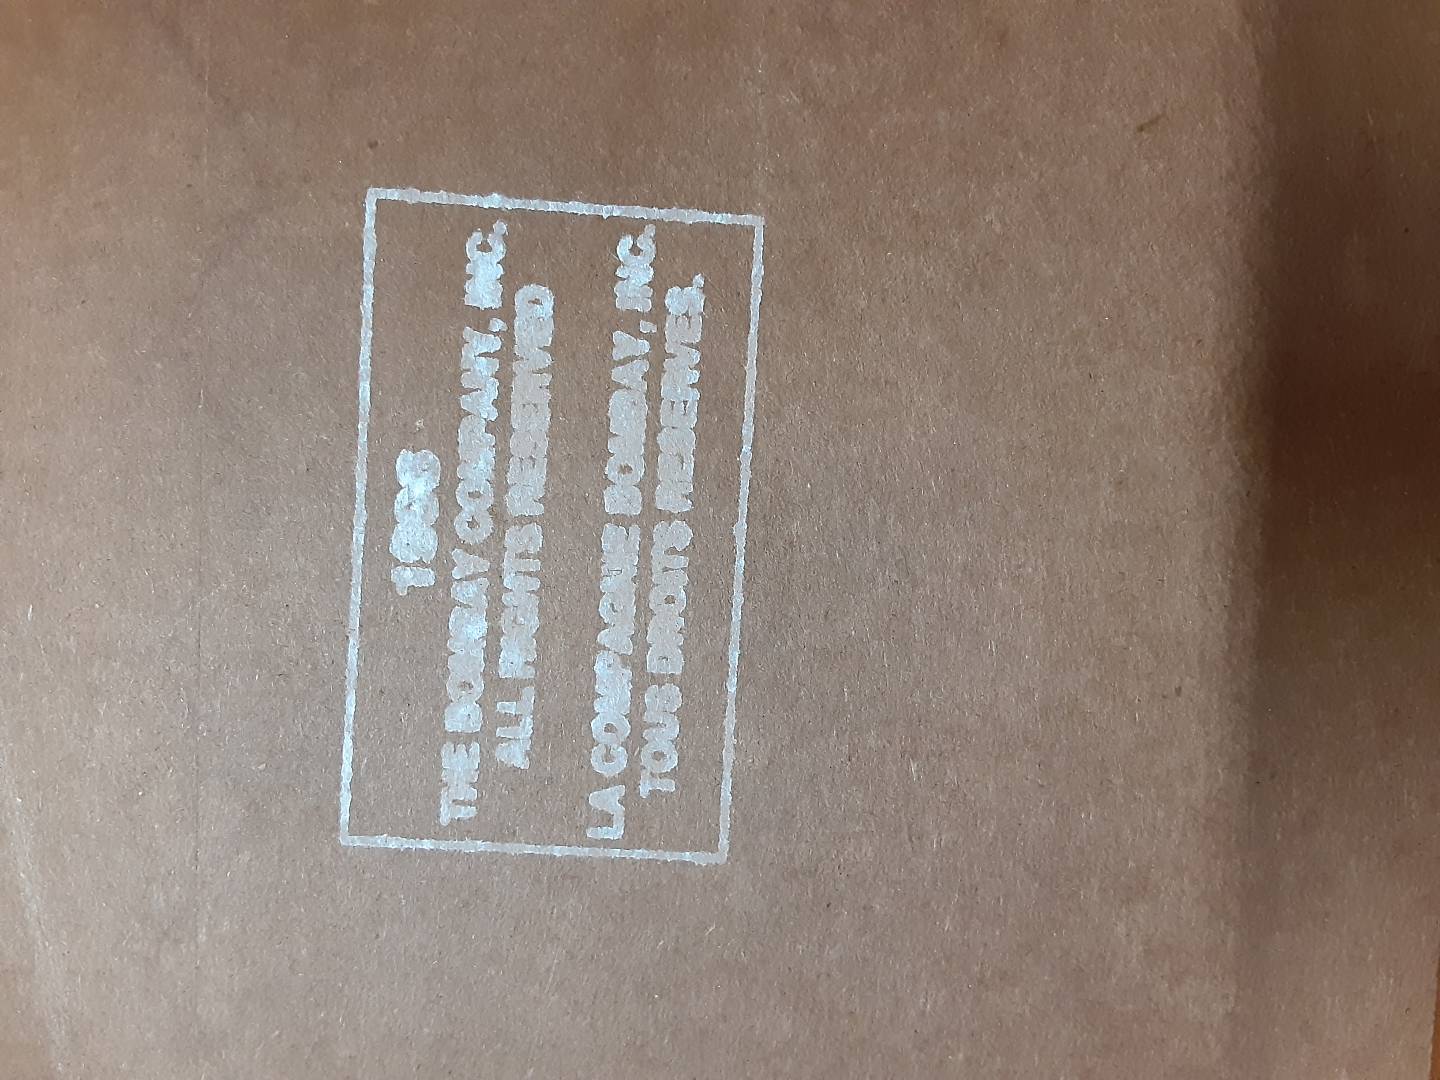 THE BOMBAY COMPANY, INC.
ALL RIGHTS RESERVED
LA COMPAGNIE BOMBAY, INC.
TOUS DROITS RESERVES.